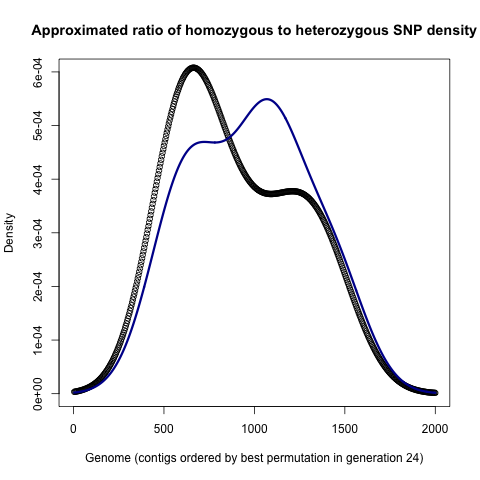 Approximated ratio of homozygous to heterozygous SNP density
6e-04
5e-04
4e-04
3e-04
2e-04
1e-04
0e+00
Density
0 500 1000 1500 2000
Genome (contigs ordered by best permutation in generation 24)